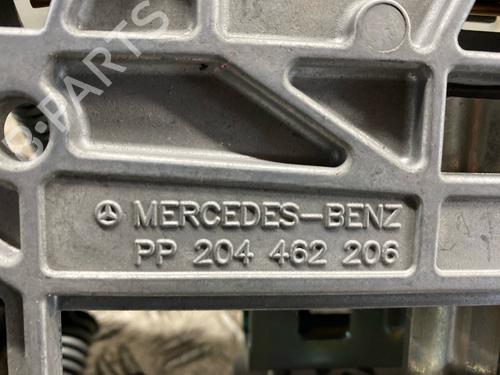 B-PARTS
MERCEDES-BENZ
PP 204 462 206